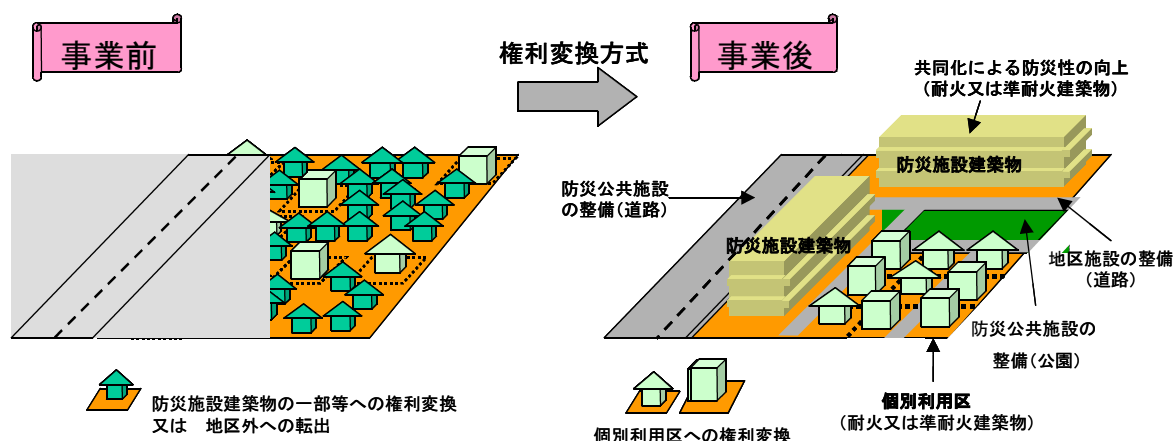 事業前
権利変換方式
事業後
共同化による防災性の向上
（耐火又は準耐火建築物）
防災施設建築物
防災公共施設
の整備（道路）
防災施設建築物
地区施設の整備
（道路）
防災公共施設の
整備（公園）
個別利用区
（耐火又は準耐火建築物）
防災施設建築物の一部等への権利変換
又は　地区外への転出
個別利用区への権利変換